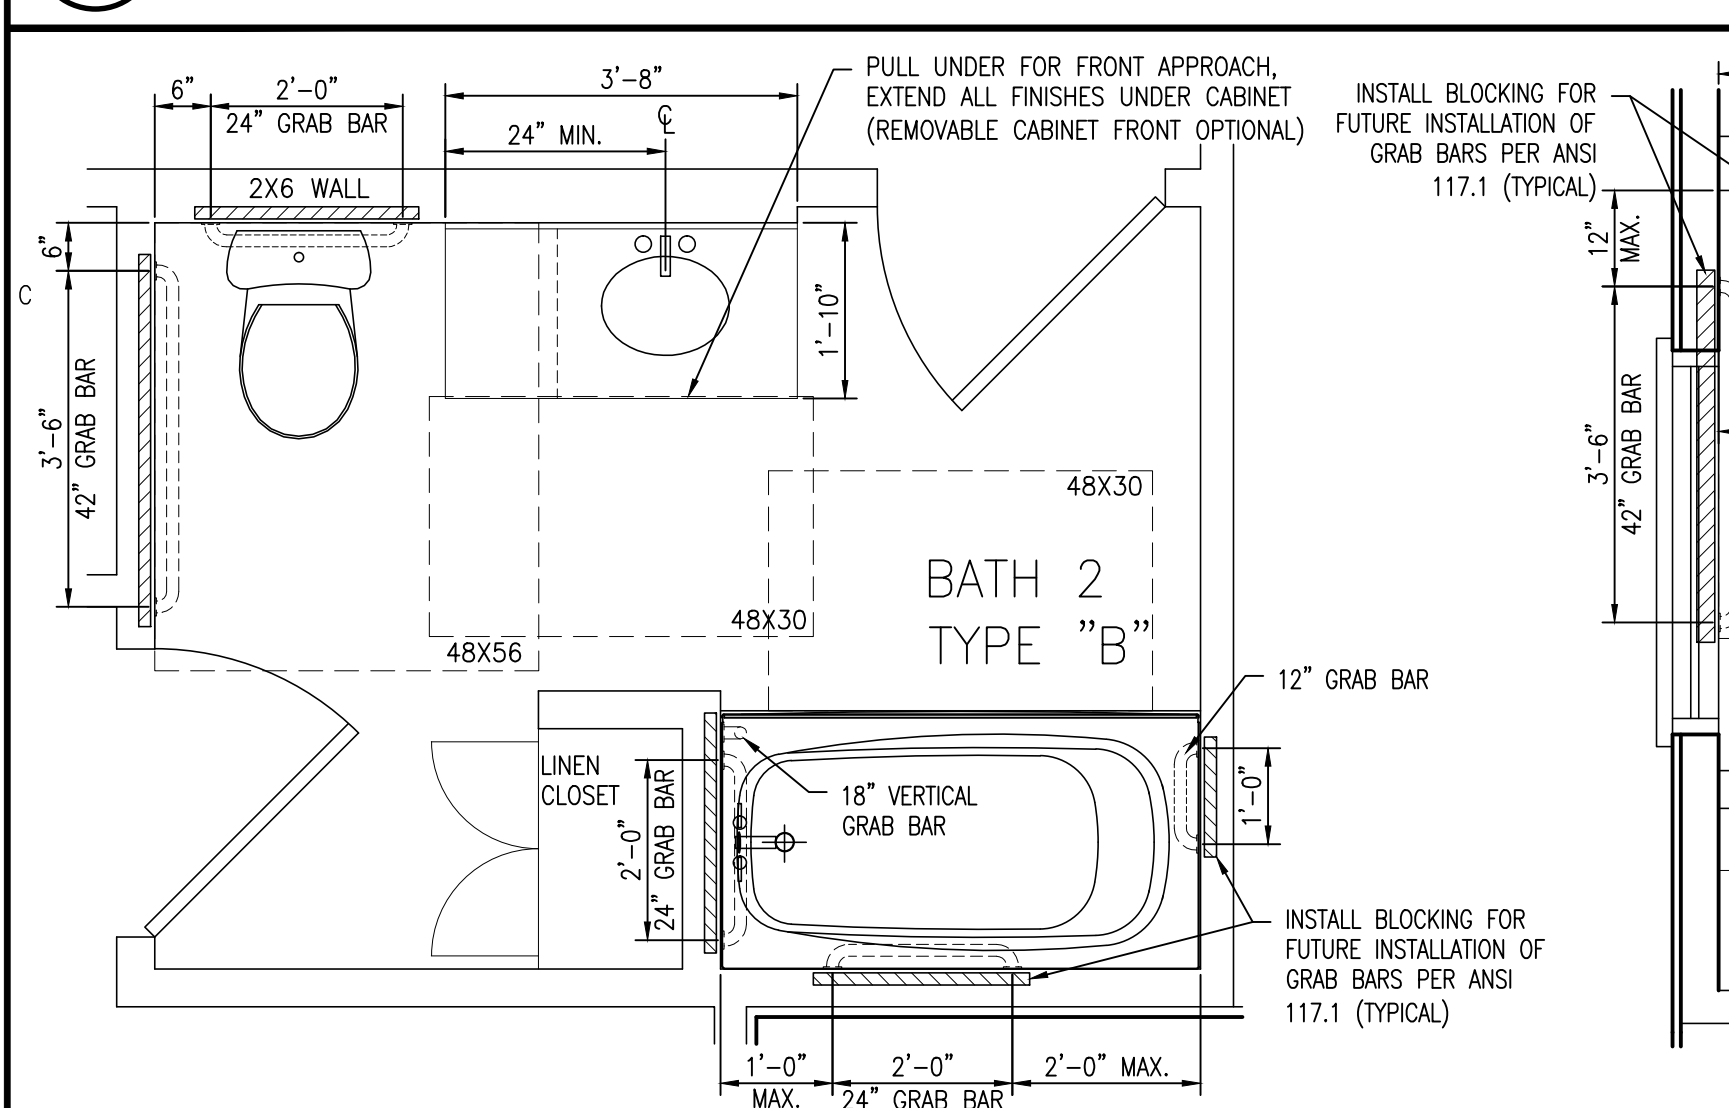 PULL UNDER FOR FRONT APPROACH,
EXTEND ALL FINISHES UNDER CABINET
(REMOVABLE CABINET FRONT OPTIONAL)
6"
2'-0"
24" GRAB BAR
3'-8"
24" MIN.
℄
2X6 WALL
6"
3'-6"
42" GRAB BAR
C
1'-10"
48X30
48X30
48X56
BATH 2
TYPE "B"
12" GRAB BAR
LINEN
CLOSET
2'-0"
24" GRAB BAR
18" VERTICAL
GRAB BAR
1'-0"
INSTALL BLOCKING FOR
FUTURE INSTALLATION OF
GRAB BARS PER ANSI
117.1 (TYPICAL)
1'-0"
MAX.
2'-0"
24" GRAB BAR
2'-0" MAX.
INSTALL BLOCKING FOR
FUTURE INSTALLATION OF
GRAB BARS PER ANSI
117.1 (TYPICAL)
12"
MAX.
3'-6"
42" GRAB BAR